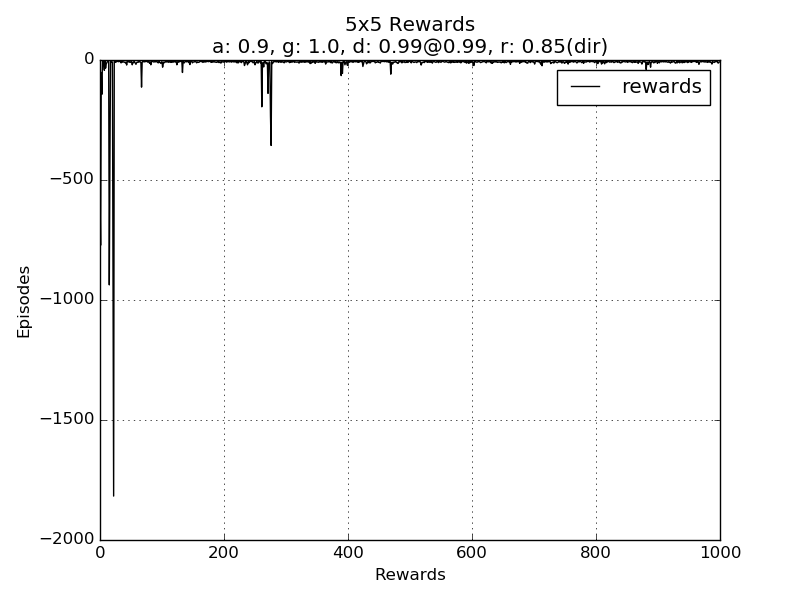 5x5 Rewards
a: 0.9, g: 1.0, d: 0.99@0.99, r: 0.85(dir)
0
−500
−1000
−1500
−2000
Episodes
rewards
0 200 400 600 800 1000
Rewards